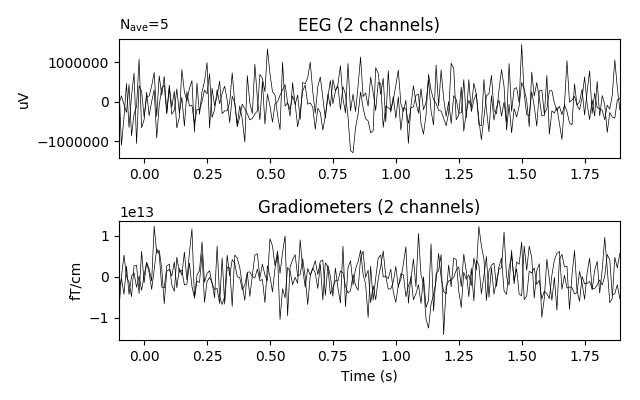 Nave=5
EEG (2 channels)
uV
1000000
0
−1000000
0.00 0.25 0.50 0.75 1.00 1.25 1.50 1.75
Gradiometers (2 channels)
1e13
fT/cm
1
0
−1
0.00 0.25 0.50 0.75 1.00 1.25 1.50 1.75
Time (s)